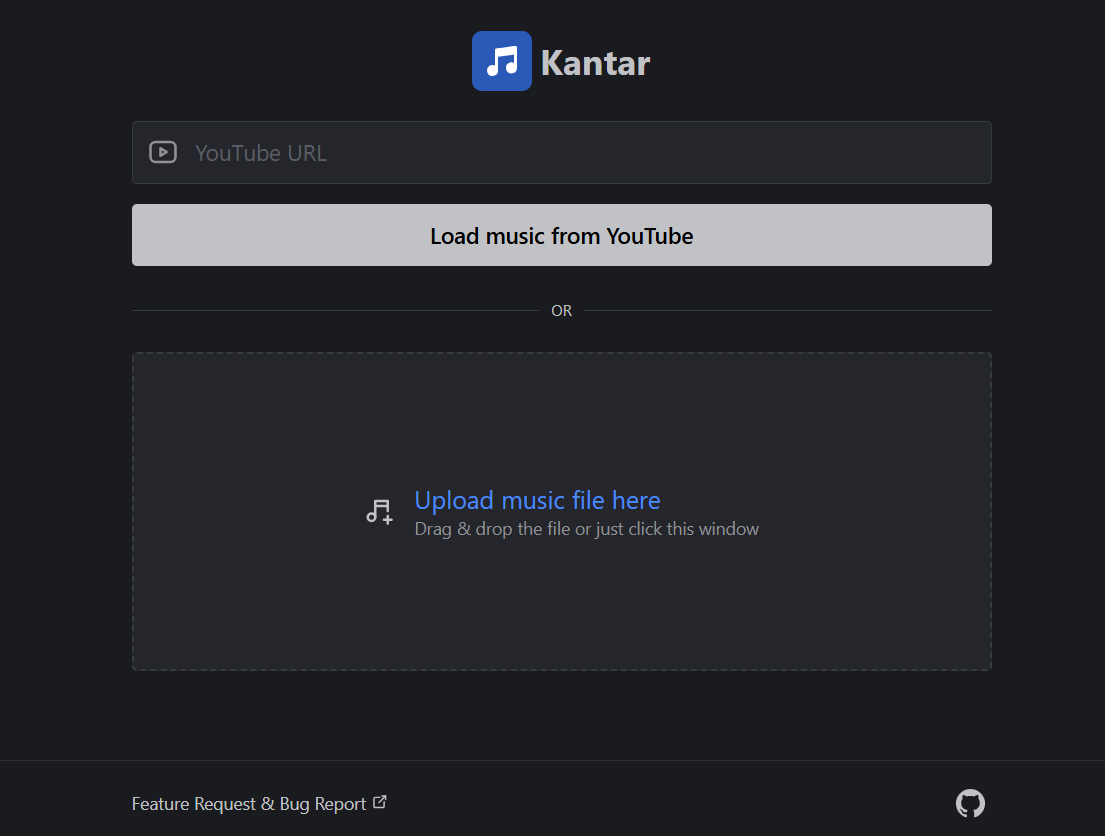 Kantar
YouTube URL
Load music from YouTube
OR
Upload music file here
Drag & drop the file or just click this window
Feature Request & Bug Report